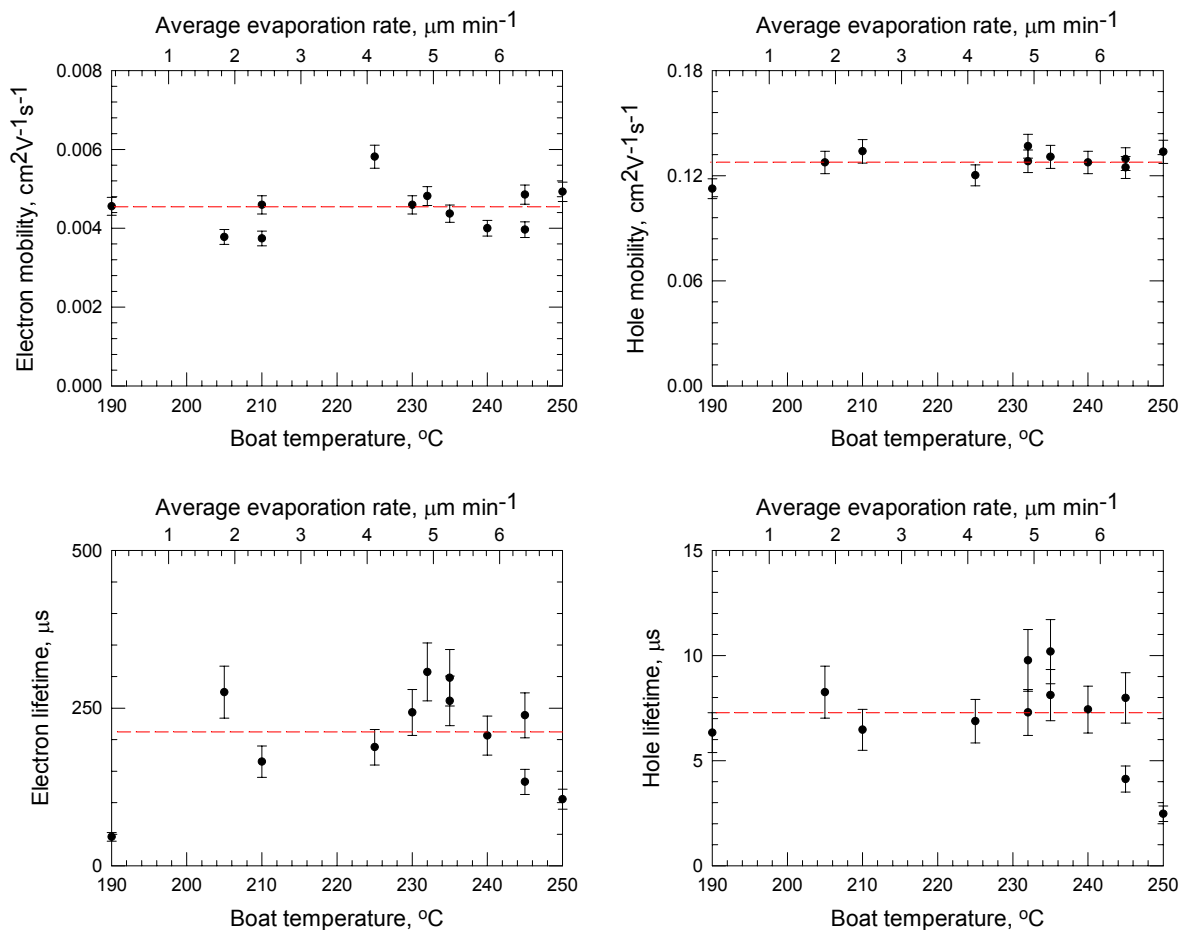 Average evaporation rate, μm min-1
1 2 3 4 5 6
0.008
0.006
0.004
0.002
0.000
Electron mobility, cm2V-1s-1
190 200 210 220 230 240 250
Boat temperature, oC
Average evaporation rate, μm min-1
1 2 3 4 5 6
0.18
0.12
0.06
0.00
Hole mobility, cm2V-1s-1
190 200 210 220 230 240 250
Boat temperature, oC
Average evaporation rate, μm min-1
1 2 3 4 5 6
500
250
0
Electron lifetime, μs
190 200 210 220 230 240 250
Boat temperature, oC
Average evaporation rate, μm min-1
1 2 3 4 5 6
15
10
5
0
Hole lifetime, μs
190 200 210 220 230 240 250
Boat temperature, oC